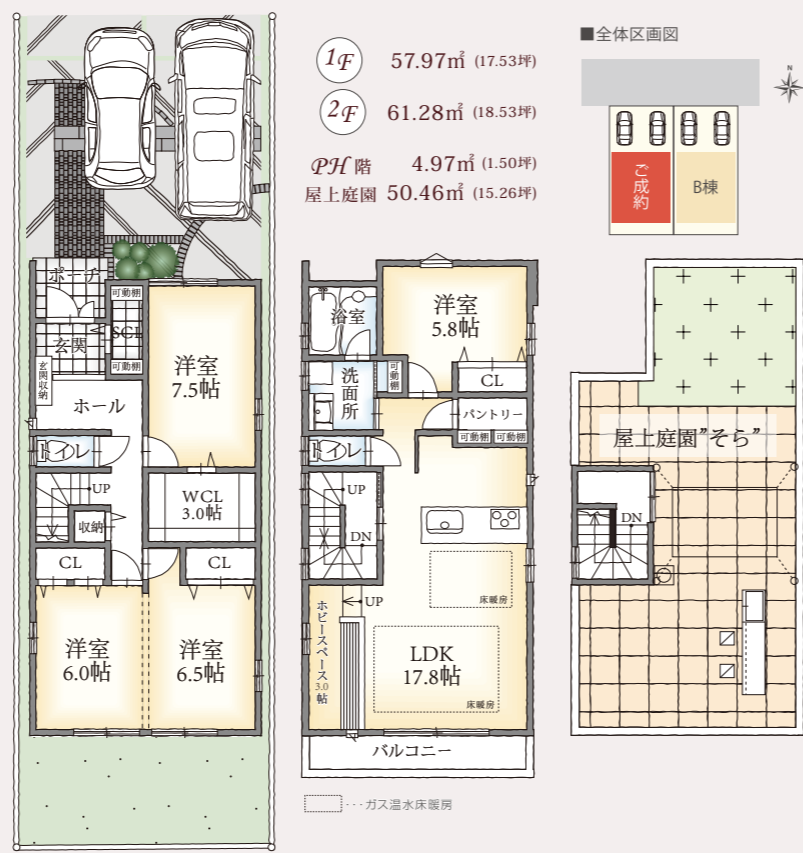 1F 57.97㎡ (17.53坪)
2F 61.28㎡ (18.53坪)
PH階 4.97㎡ (1.50坪)
屋上庭園 50.46㎡ (15.26坪)
■全体区画図
N
ご成約
B棟
ポーチ
可動棚
SCL
玄関
可動棚
玄関収納
ホール
洋室
7.5帖
トイレ
UP
収納
WCL
3.0帖
CL
CL
洋室
6.0帖
洋室
6.5帖
浴室
洋室
5.8帖
洗面所
可動棚
CL
パントリー
可動棚
可動棚
トイレ
UP
DN
床暖房
UP
ホビースペース3.0帖
LDK
17.8帖
床暖房
バルコニー
屋上庭園”そら”
DN
・・・ガス温水床暖房